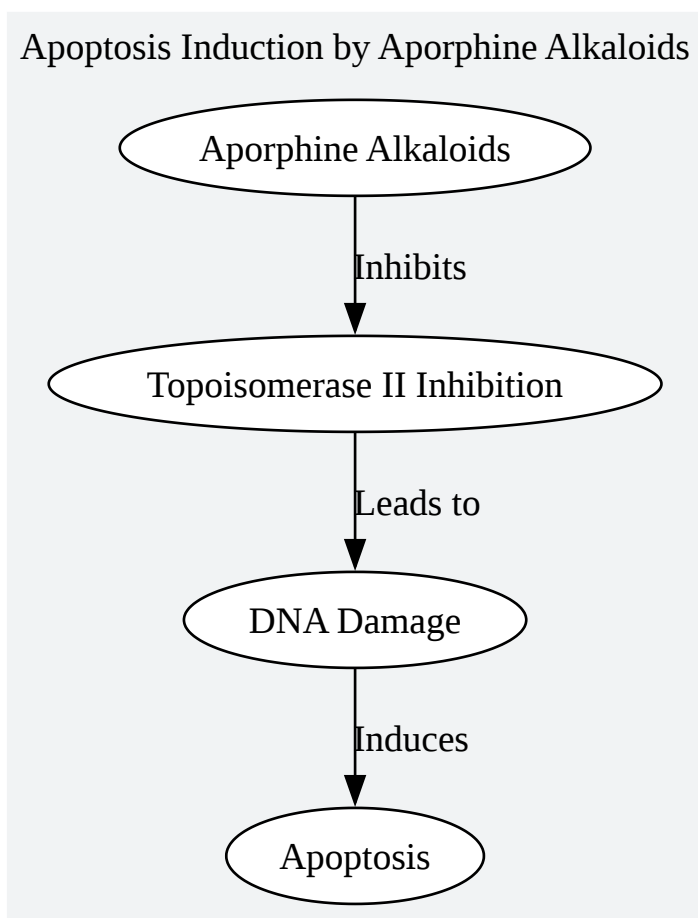 Apoptosis Induction by Aporphine Alkaloids
Aporphine Alkaloids
Inhibits
Topoisomerase II Inhibition
Leads to
DNA Damage
Induces
Apoptosis